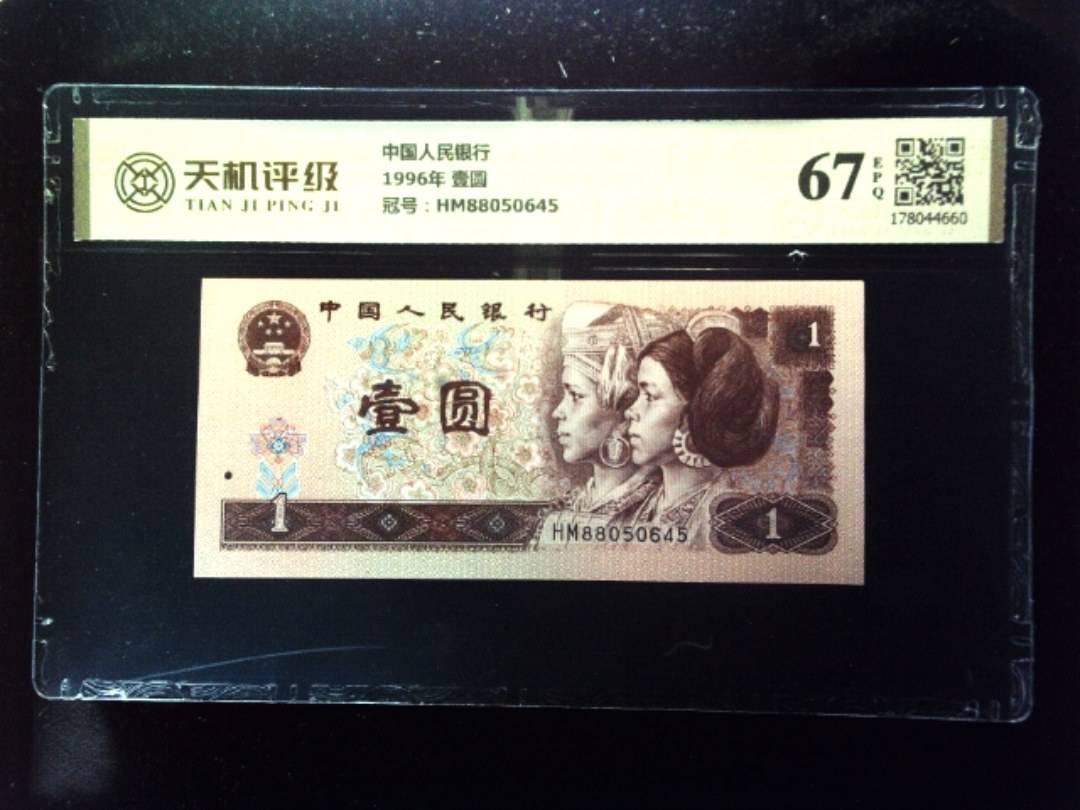 天机评级
TIAN JI PING JI
中国人民银行
1996年 壹圆
冠号：HM88050645
67
EPQ
178044660
中国人民银行
1
壹圆
1
HM88050645
1